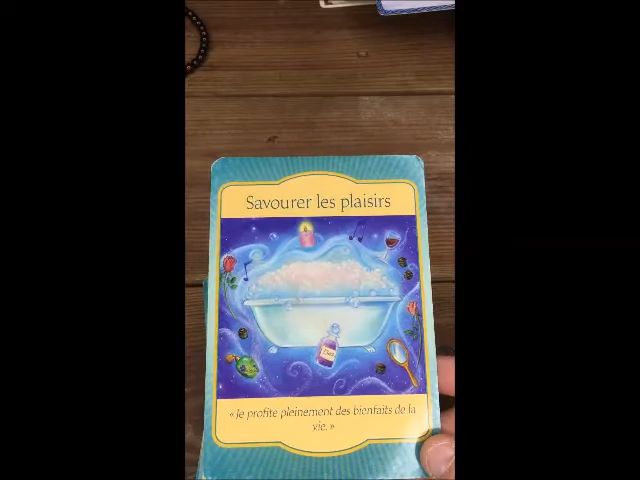 Savourer les plaisirs
« Je profite pleinement des bienfaits de la
vie. »